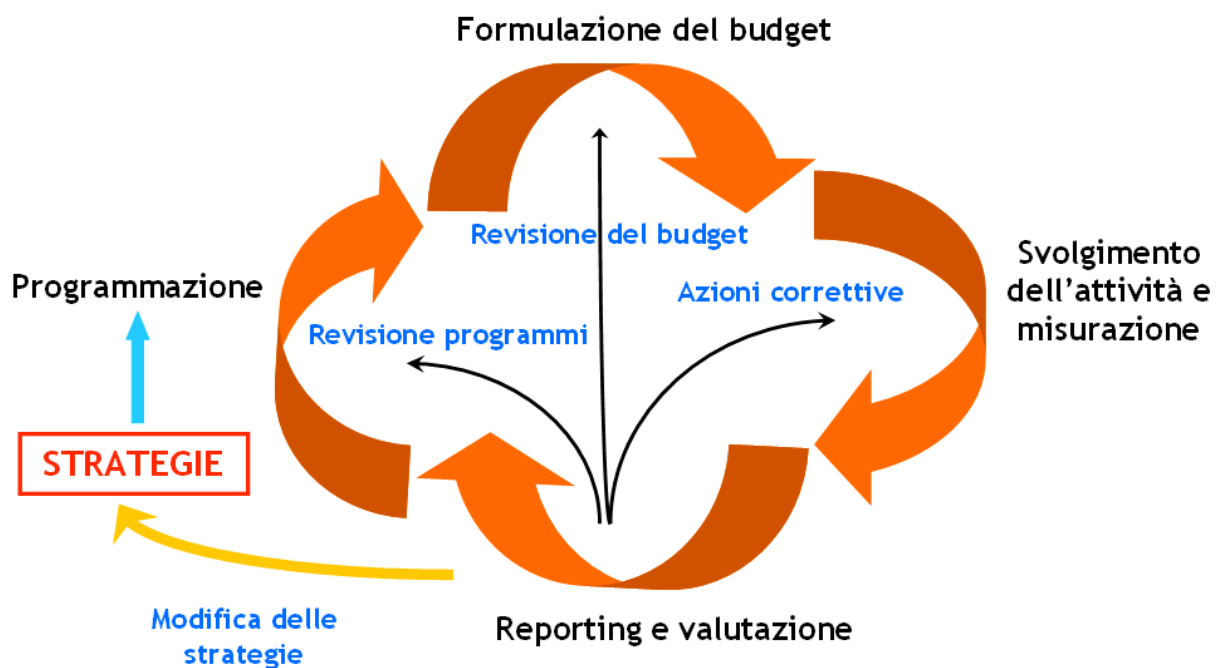 Formulazione del budget
Revisione del budget
Svolgimento
dell'attività e
misurazione
Programmazione
Azioni correttive
Revisione programmi
STRATEGIE
Modifica delle
strategie
Reporting e valutazione